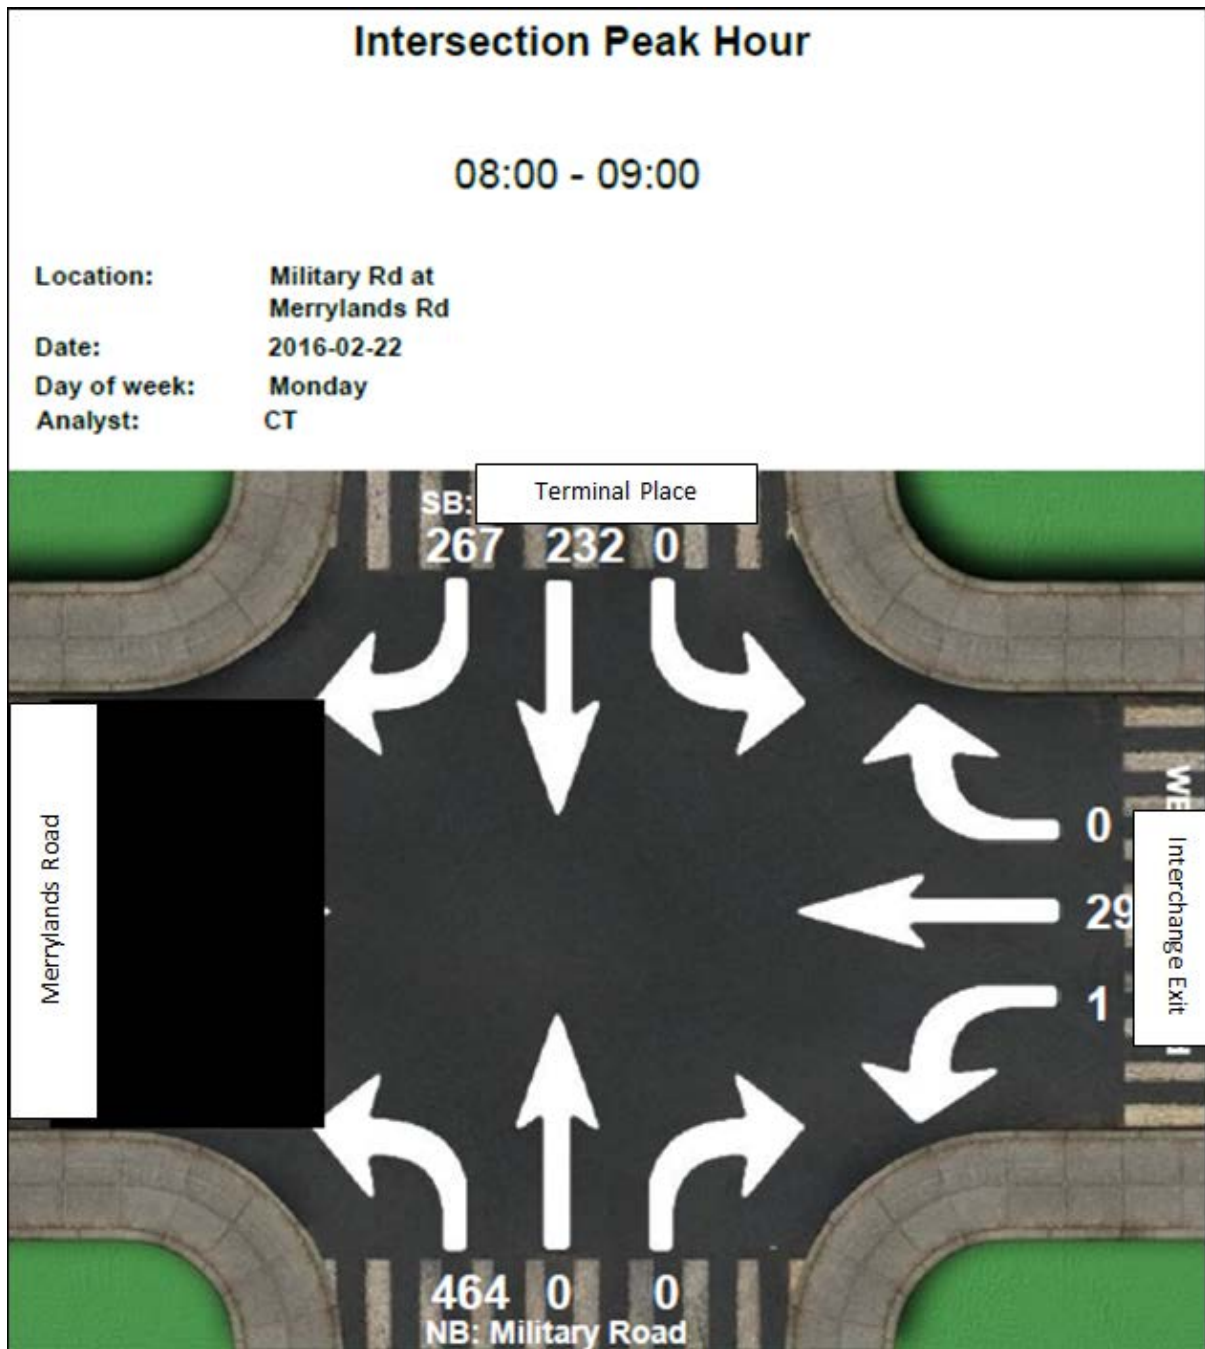 Intersection Peak Hour
08:00 - 09:00
Location: Military Rd at
Merrylands Rd
Date: 2016-02-22
Day of week: Monday
Analyst: CT
Terminal Place
SB:
267 232 0
Merrylands Road
0
29
1
Interchange Exit
464 0 0
NB: Military Road